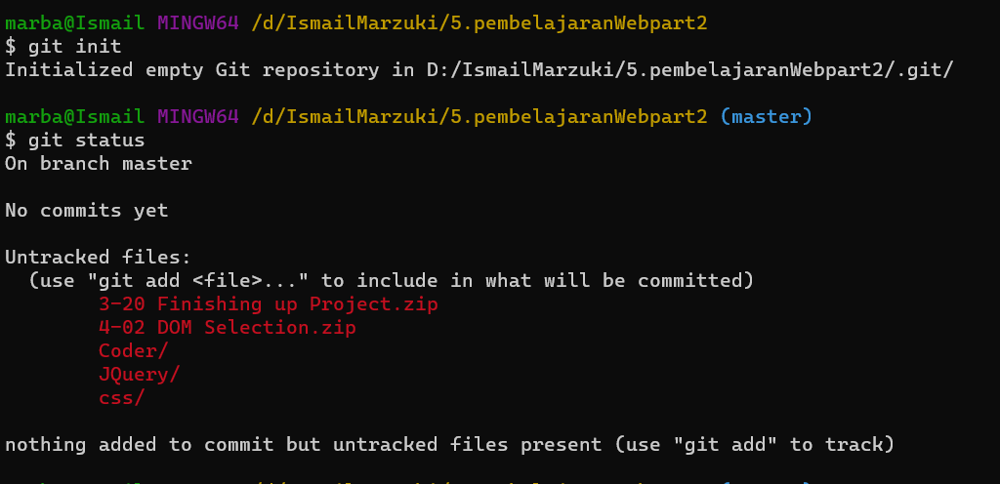 marba@Ismail MINGW64 /d/IsmailMarzuki/5.pembelajaranWebpart2
$ git init
Initialized empty Git repository in D:/IsmailMarzuki/5.pembelajaranWebpart2/.git/
marba@Ismail MINGW64 /d/IsmailMarzuki/5.pembelajaranWebpart2 (master)
$ git status
On branch master
No commits yet
Untracked files:
(use "git add <file>..." to include in what will be committed)
3-20 Finishing up Project.zip
4-02 DOM Selection.zip
Coder/
JQuery/
css/
nothing added to commit but untracked files present (use "git add" to track)